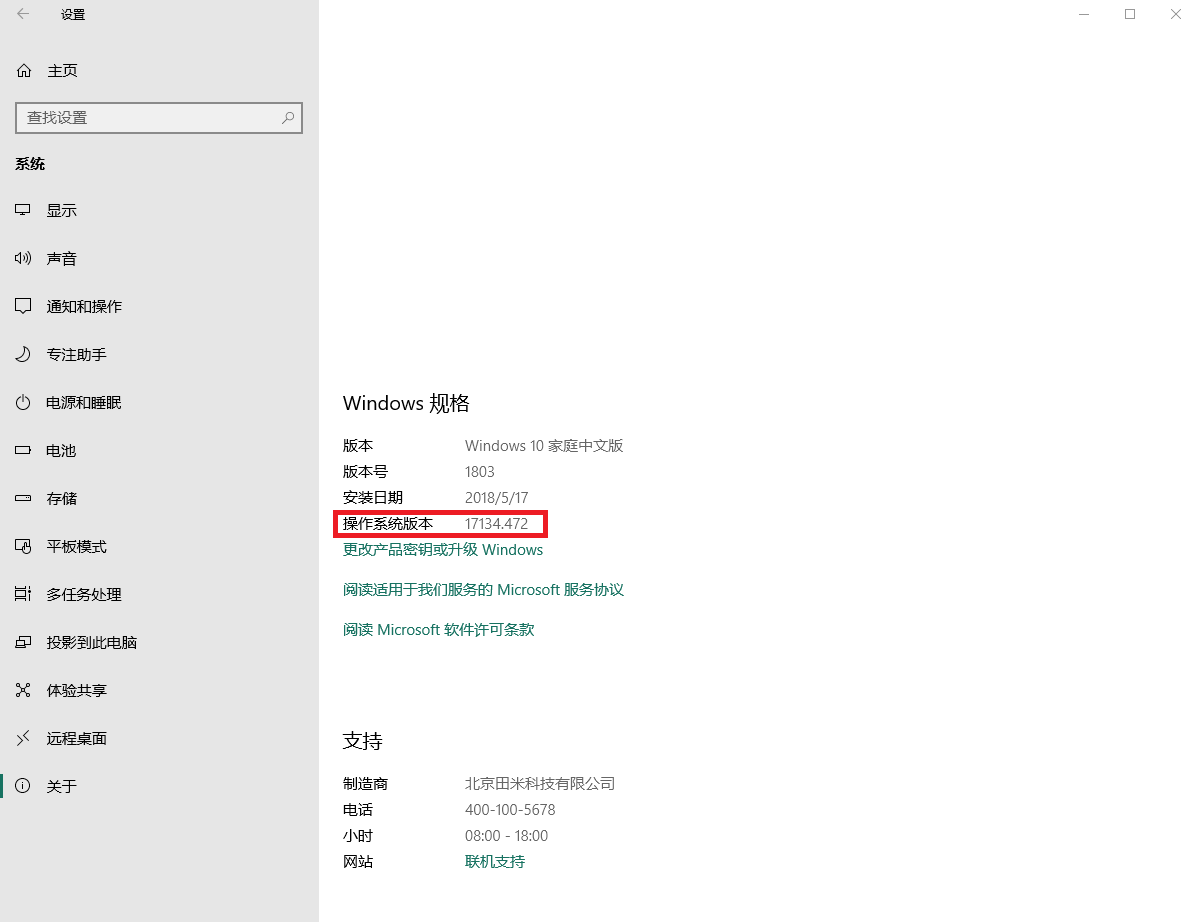 设置
主页
查找设置
系统
显示
声音
通知和操作
专注助手
电源和睡眠
电池
存储
平板模式
多任务处理
投影到此电脑
体验共享
远程桌面
关于
Windows 规格
版本 Windows 10 家庭中文版
版本号 1803
安装日期 2018/5/17
操作系统版本 17134.472
更改产品密钥或升级 Windows
阅读适用于我们服务的 Microsoft 服务协议
阅读 Microsoft 软件许可条款
支持
制造商 北京田米科技有限公司
电话 400-100-5678
小时 08:00 - 18:00
网站 联机支持